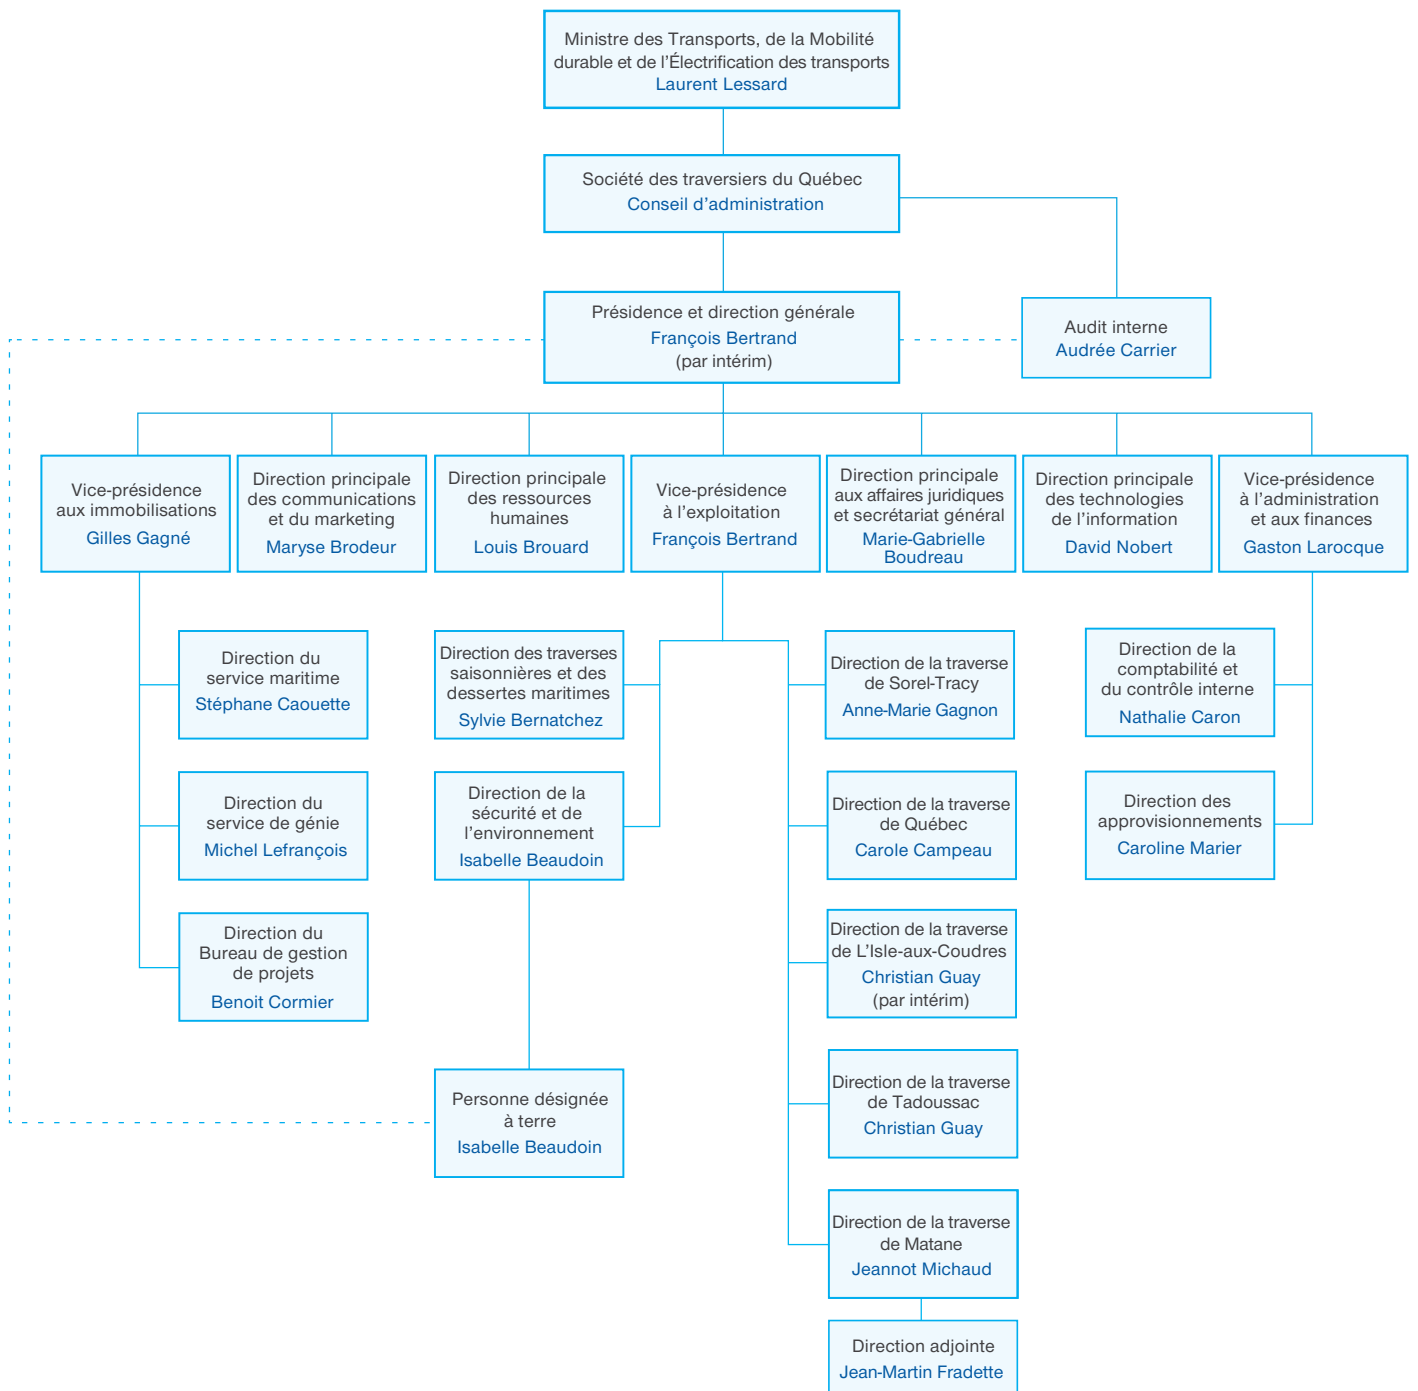 Ministre des Transports, de la Mobilité
durable et de l'Électrification des transports
Laurent Lessard
Société des traversiers du Québec
Conseil d'administration
Présidence et direction générale
François Bertrand
(par intérim)
Audit interne
Audrée Carrier
Vice-présidence
aux immobilisations
Gilles Gagné
Direction principale
des communications
et du marketing
Maryse Brodeur
Direction principale
des ressources
humaines
Louis Brouard
Vice-présidence
à l'exploitation
François Bertrand
Direction principale
aux affaires juridiques
et secrétariat général
Marie-Gabrielle
Boudreau
Direction principale
des technologies
de l'information
David Nobert
Vice-présidence
à l'administration
et aux finances
Gaston Larocque
Direction du
service maritime
Stéphane Caouette
Direction des traverses
saisonnières et des
dessertes maritimes
Sylvie Bernatchez
Direction de la traverse
de Sorel-Tracy
Anne-Marie Gagnon
Direction de la
comptabilité et
du contrôle interne
Nathalie Caron
Direction du
service de génie
Michel Lefrançois
Direction de la
sécurité et de
l'environnement
Isabelle Beaudoin
Direction de la traverse
de Québec
Carole Campeau
Direction des
approvisionnements
Caroline Marier
Direction du
Bureau de gestion
de projets
Benoit Cormier
Direction de la traverse
de L'Isle-aux-Coudres
Christian Guay
(par intérim)
Personne désignée
à terre
Isabelle Beaudoin
Direction de la traverse
de Tadoussac
Christian Guay
Direction de la traverse
de Matane
Jeannot Michaud
Direction adjointe
Jean-Martin Fradette